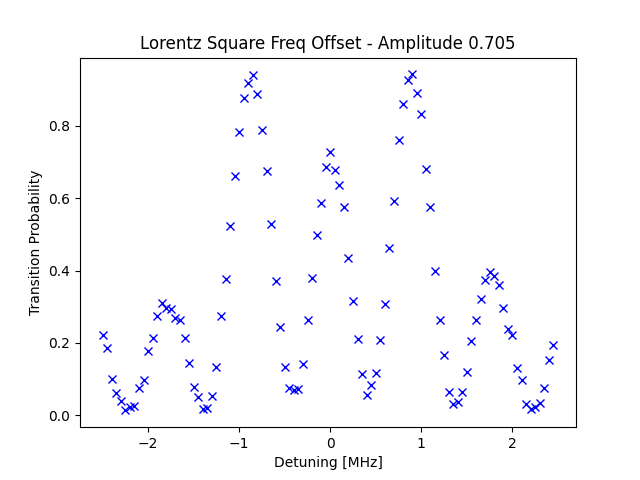 Lorentz Square Freq Offset - Amplitude 0.705
Transition Probability
0.8
0.6
0.4
0.2
0.0
−2 −1 0 1 2
Detuning [MHz]